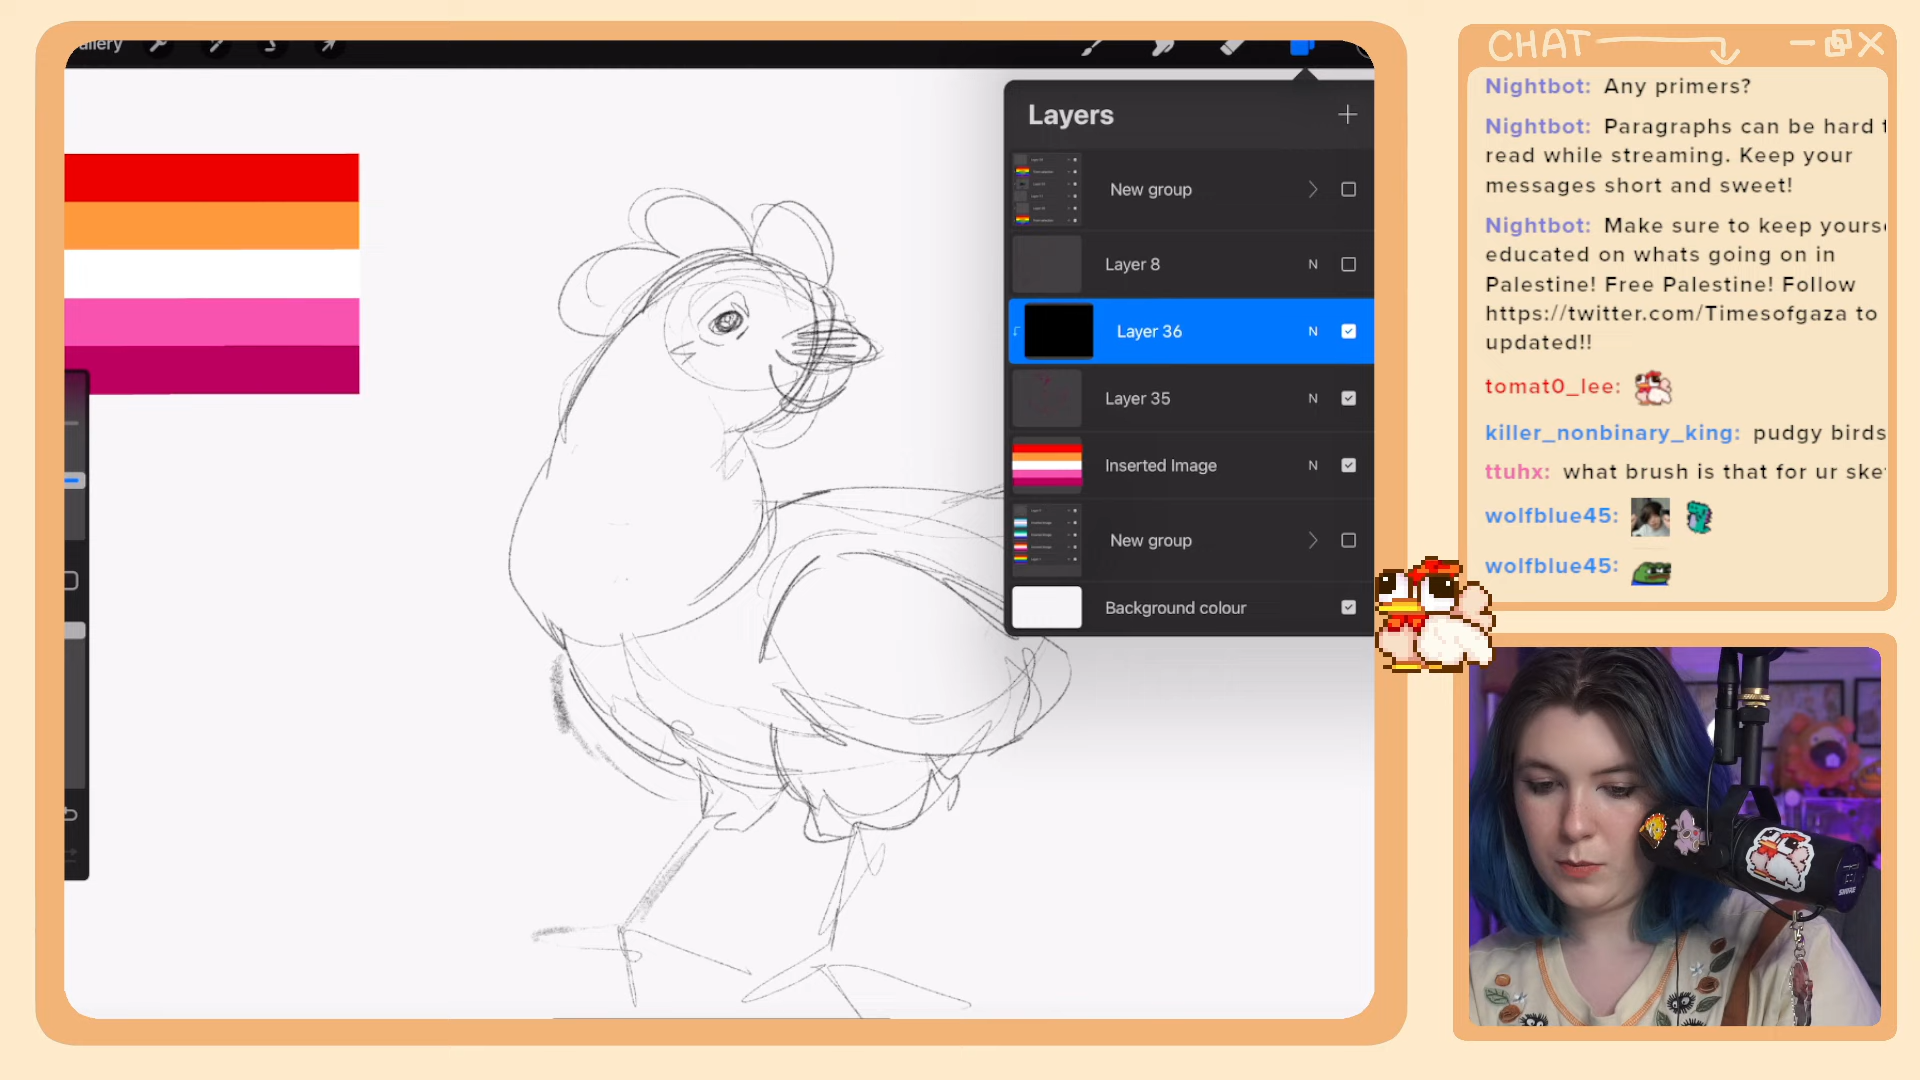 allery
Layers
New group
Layer 8 N
Layer 36 N
Layer 35 N
Inserted Image N
New group
Background colour
CHAT
Nightbot: Any primers?
Nightbot: Paragraphs can be hard t
read while streaming. Keep your
messages short and sweet!
Nightbot: Make sure to keep yourse
educated on whats going on in
Palestine! Free Palestine! Follow
https://twitter.com/Timesofgaza to
updated!!
tomat0_lee:
killer_nonbinary_king: pudgy birds
ttuhx: what brush is that for ur ske
wolfblue45:
wolfblue45: